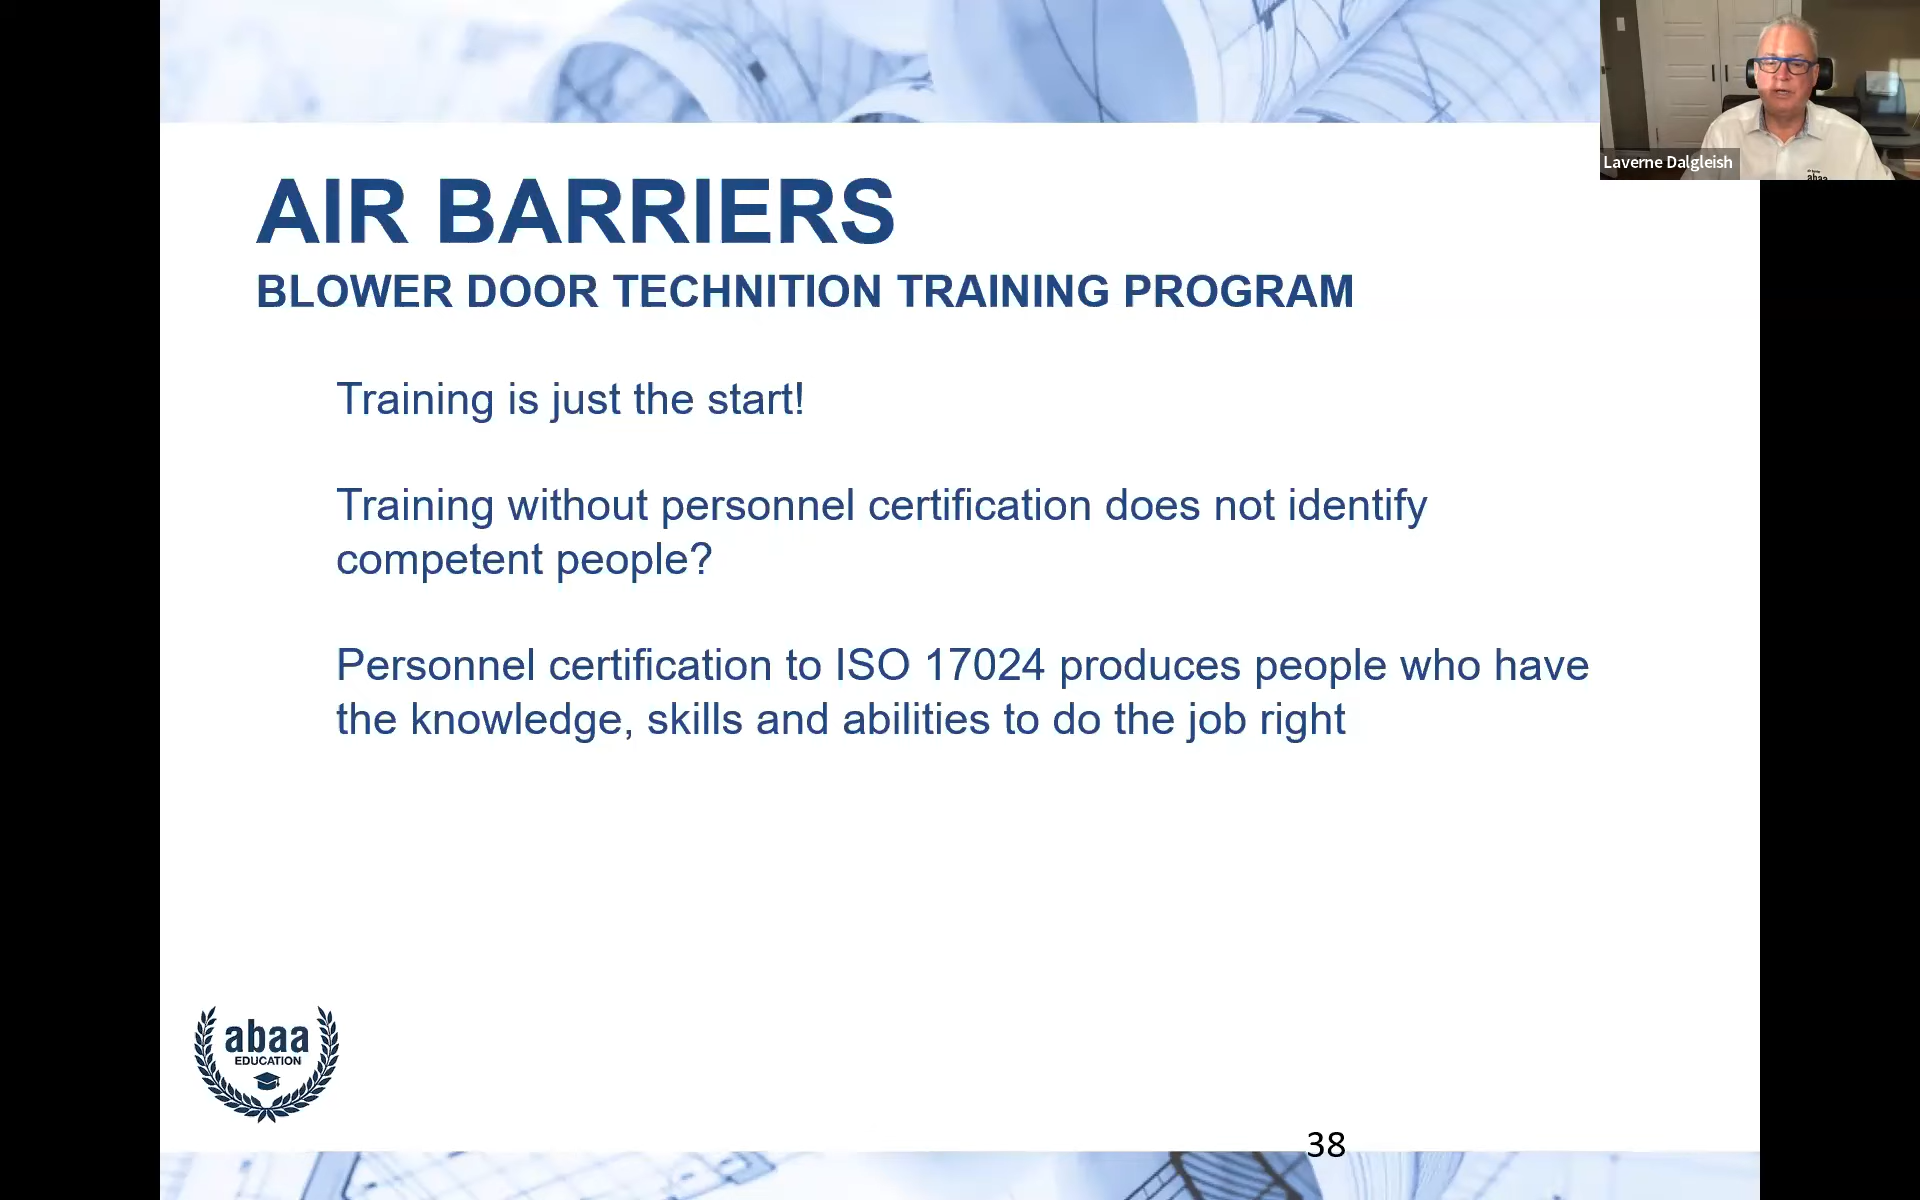 Laverne Dalgleish
abaa
AIR BARRIERS
BLOWER DOOR TECHNITION TRAINING PROGRAM
Training is just the start!
Training without personnel certification does not identify
competent people?
Personnel certification to ISO 17024 produces people who have
the knowledge, skills and abilities to do the job right
abaa
EDUCATION
38